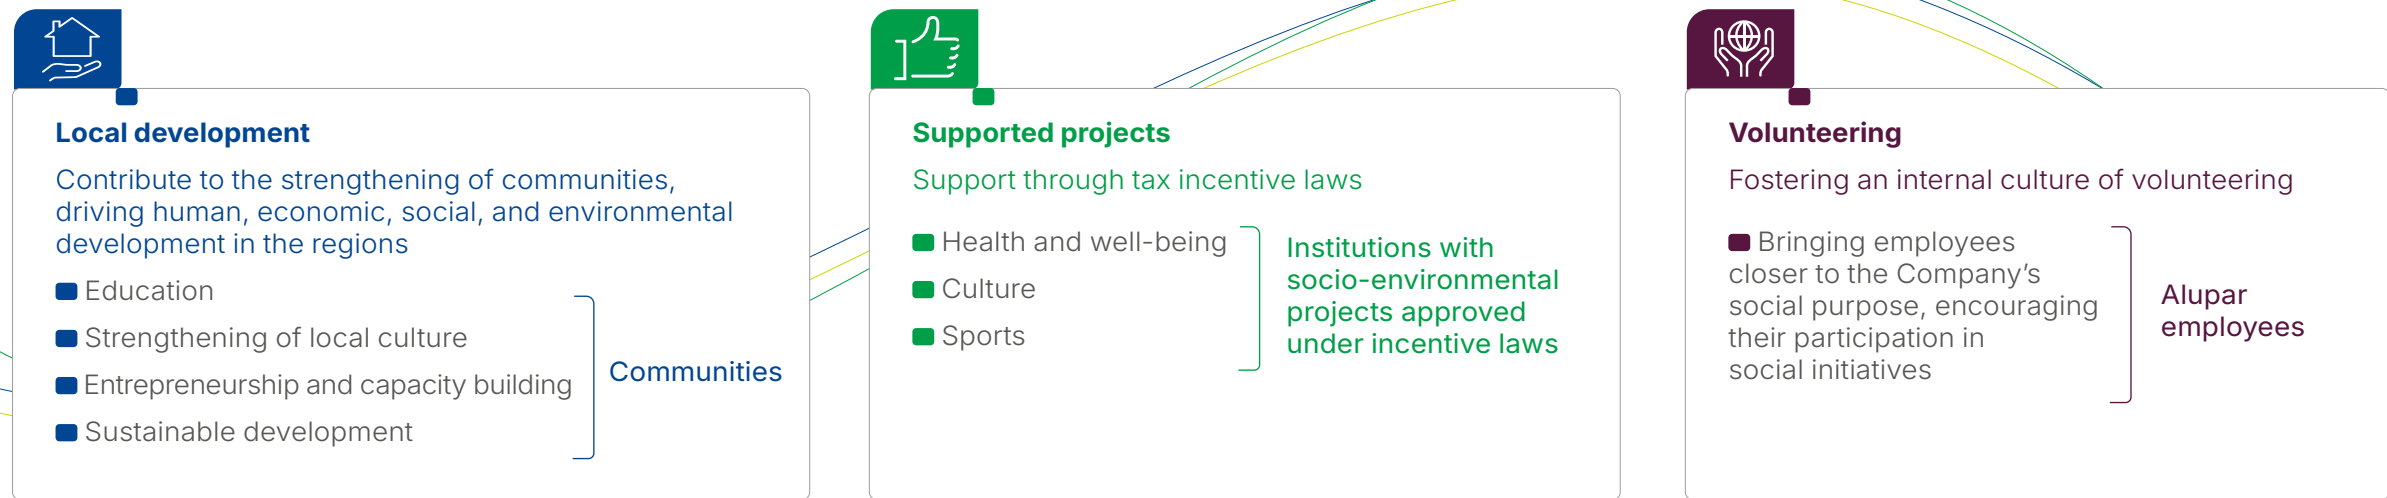 Local development
Contribute to the strengthening of communities,
driving human, economic, social, and environmental
development in the regions
Education
Strengthening of local culture
Entrepreneurship and capacity building
Sustainable development
Communities
Supported projects
Support through tax incentive laws
Health and well-being
Culture
Sports
Institutions with
socio-environmental
projects approved
under incentive laws
Volunteering
Fostering an internal culture of volunteering
Bringing employees
closer to the Company’s
social purpose, encouraging
their participation in
social initiatives
Alupar
employees